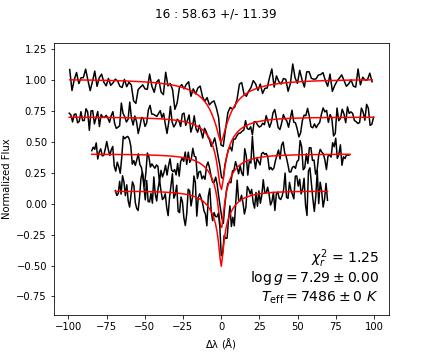 16 : 58.63 +/- 11.39
Normalized Flux
1.25
1.00
0.75
0.50
0.25
0.00
−0.25
−0.50
−0.75
χ²ᵣ = 1.25
log g = 7.29 ± 0.00
T_eff = 7486 ± 0 K
−100 −75 −50 −25 0 25 50 75 100
Δλ (Å)